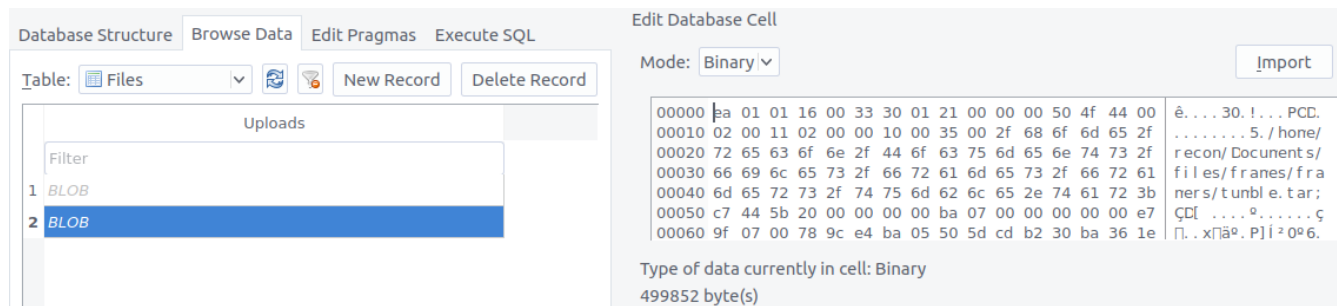 Database Structure Browse Data Edit Pragmas Execute SQL
Table: Files New Record Delete Record
Uploads
Filter
1 BLOB
2 BLOB
Edit Database Cell
Mode: Binary Import
00000 ea 01 01 16 00 33 30 01 21 00 00 00 50 4f 44 00 ê....30.!...PCD.
00010 02 00 11 02 00 00 10 00 35 00 2f 68 6f 6d 65 2f ........5./home/
00020 72 65 63 6f 6e 2f 44 6f 63 75 6d 65 6e 74 73 2f recon/Documents/
00030 66 69 6c 65 73 2f 66 72 61 6d 65 73 2f 66 72 61 files/frames/fra
00040 6d 65 72 73 2f 74 75 6d 62 6c 65 2e 74 61 72 3b mers/tumble.tar;
00050 c7 44 5b 20 00 00 00 00 ba 07 00 00 00 00 00 e7 ÇD[ ....º......ç
00060 9f 07 00 78 9c e4 ba 05 50 5d cd b2 30 ba 36 1e ..x äº.P]Í²0º6.
Type of data currently in cell: Binary
499852 byte(s)